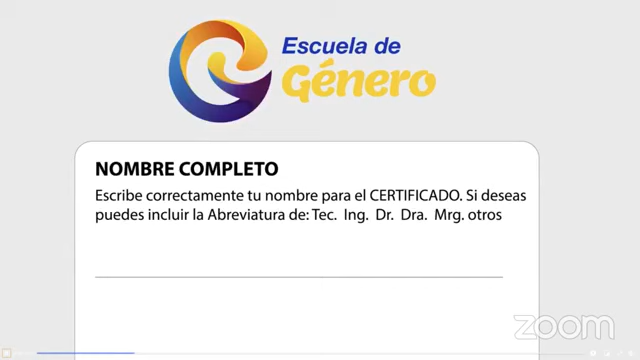 Escuela de
Género
NOMBRE COMPLETO
Escribe correctamente tu nombre para el CERTIFICADO. Si deseas
puedes incluir la Abreviatura de: Tec. Ing. Dr. Dra. Mrg. otros
zoom